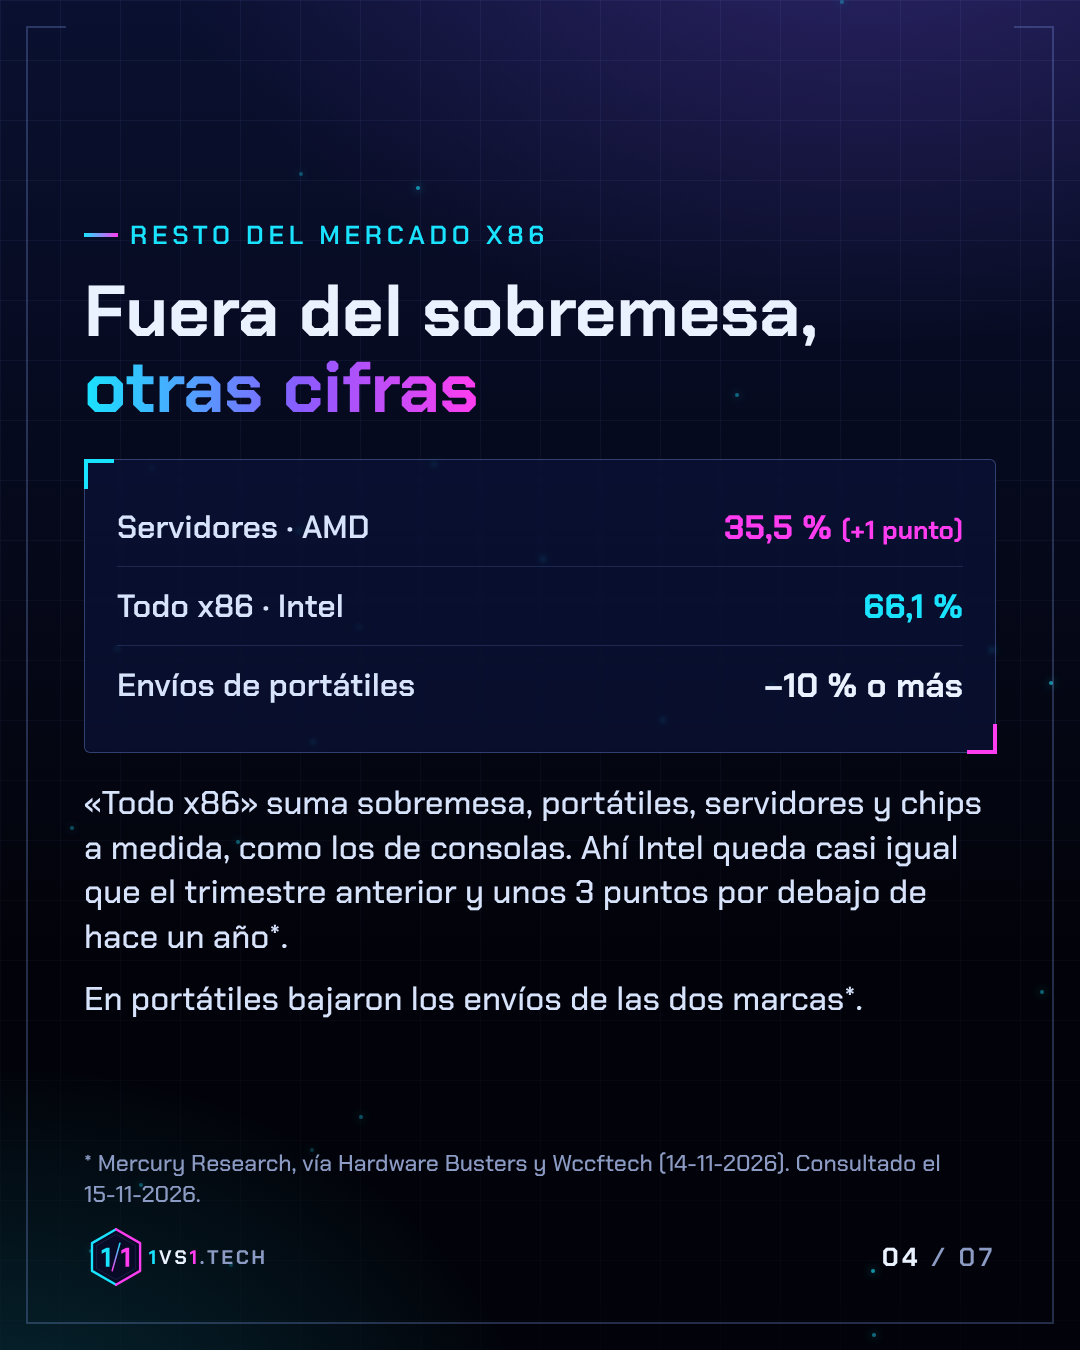 RESTO DEL MERCADO X86
Fuera del sobremesa,
otras cifras
Servidores · AMD 35,5 % (+1 punto)
Todo x86 · Intel 66,1 %
Envíos de portátiles –10 % o más
«Todo x86» suma sobremesa, portátiles, servidores y chips
a medida, como los de consolas. Ahí Intel queda casi igual
que el trimestre anterior y unos 3 puntos por debajo de
hace un año*.
En portátiles bajaron los envíos de las dos marcas*.
* Mercury Research, vía Hardware Busters y Wccftech (14-11-2026). Consultado el
15-11-2026.
1/1 1VS1.TECH 04 / 07